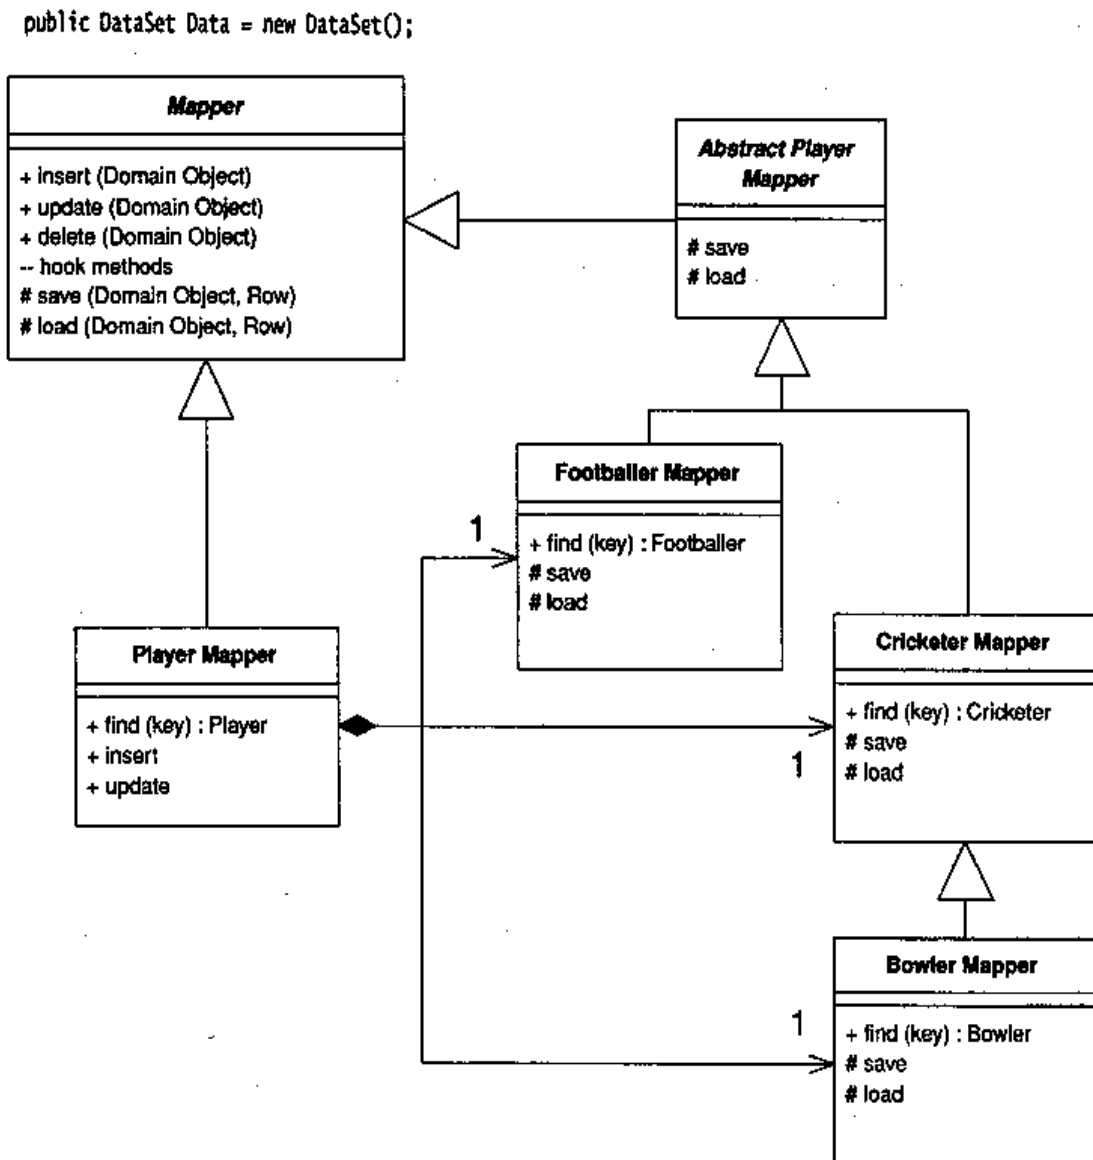 public DataSet Data = new DataSet();
Mapper
+ insert (Domain Object)
+ update (Domain Object)
+ delete (Domain Object)
-- hook methods
# save (Domain Object, Row)
# load (Domain Object, Row)
Abstract Player
Mapper
# save
# load
Footballer Mapper
+ find (key) : Footballer
# save
# load
1
Player Mapper
+ find (key) : Player
+ insert
+ update
Cricketer Mapper
+ find (key) : Cricketer
# save
# load
1
Bowler Mapper
+ find (key) : Bowler
# save
# load
1